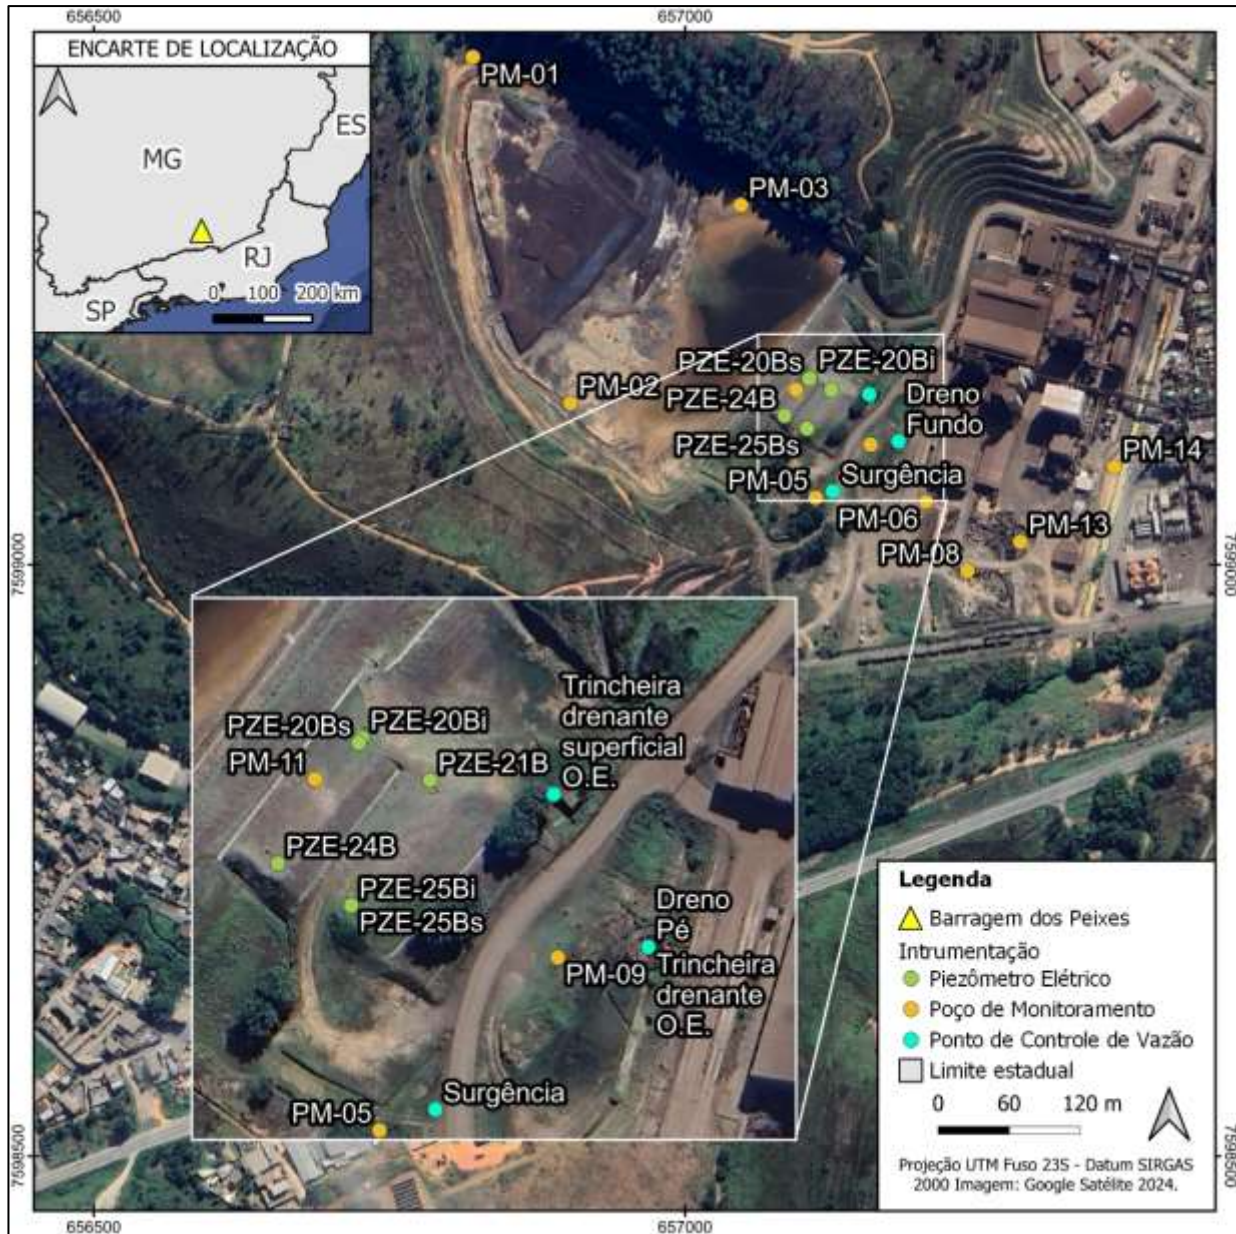 656500
657000
ENCARTE DE LOCALIZAÇÃO
MG
ES
RJ
SP
0 100 200 km
PM-01
PM-03
PM-02
PZE-20Bs
PZE-20Bi
PZE-24B
Dreno
Fundo
PZE-25Bs
PM-05
Surgência
PM-14
PM-06
PM-13
PM-08
7599000
7599000
Trincheira
drenante
superficial
O.E.
PZE-20Bs
PZE-20Bi
PM-11
PZE-21B
PZE-24B
PZE-25Bi
PZE-25Bs
Dreno
Pé
PM-09
Trincheira
drenante
O.E.
Surgência
PM-05
Legenda
Barragem dos Peixes
Intrumentação
Piezômetro Elétrico
Poço de Monitoramento
Ponto de Controle de Vazão
Limite estadual
0 60 120 m
Projeção UTM Fuso 23S - Datum SIRGAS
2000 Imagem: Google Satélite 2024.
7598500
7598500
656500
657000